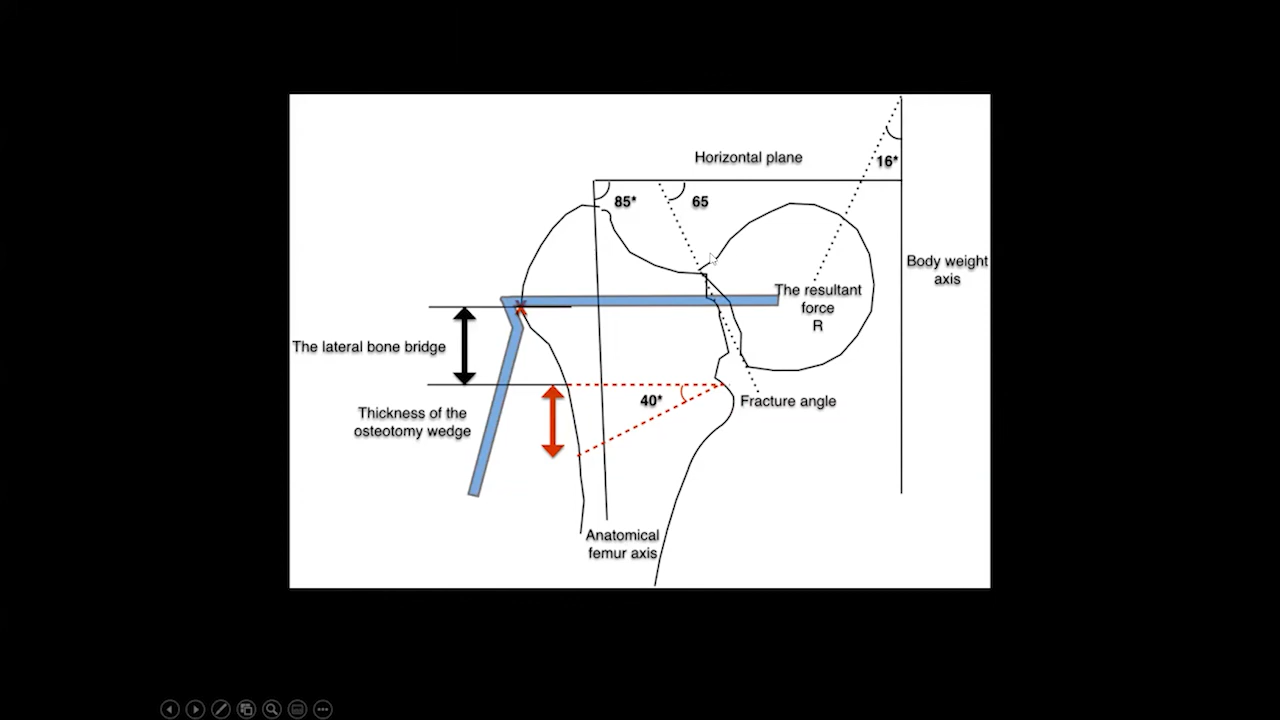 Horizontal plane
16*
85*
65
Body weight
axis
The resultant
force
R
The lateral bone bridge
40*
Fracture angle
Thickness of the
osteotomy wedge
Anatomical
femur axis